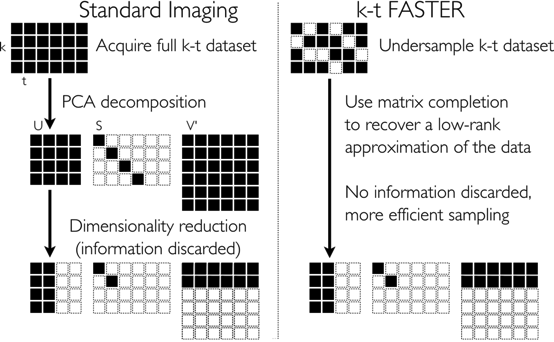 Standard Imaging
k
Acquire full k-t dataset
t
PCA decomposition
U
S
V'
Dimensionality reduction
(information discarded)
k-t FASTER
Undersample k-t dataset
Use matrix completion
to recover a low-rank
approximation of the data
No information discarded,
more efficient sampling